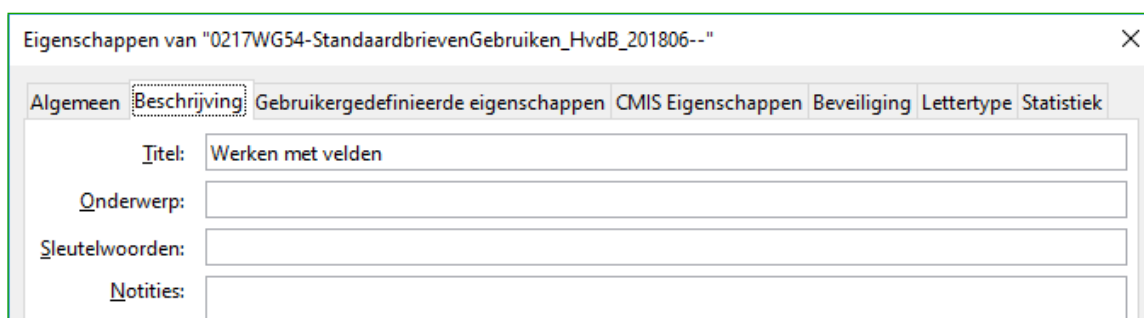 Eigenschappen van "0217WG54-StandaardbrievenGebruiken_HvdB_201806--"
Algemeen Beschrijving Gebruikergedefinieerde eigenschappen CMIS Eigenschappen Beveiliging Lettertype Statistiek
Titel: Werken met velden
Onderwerp:
Sleutelwoorden:
Notities: